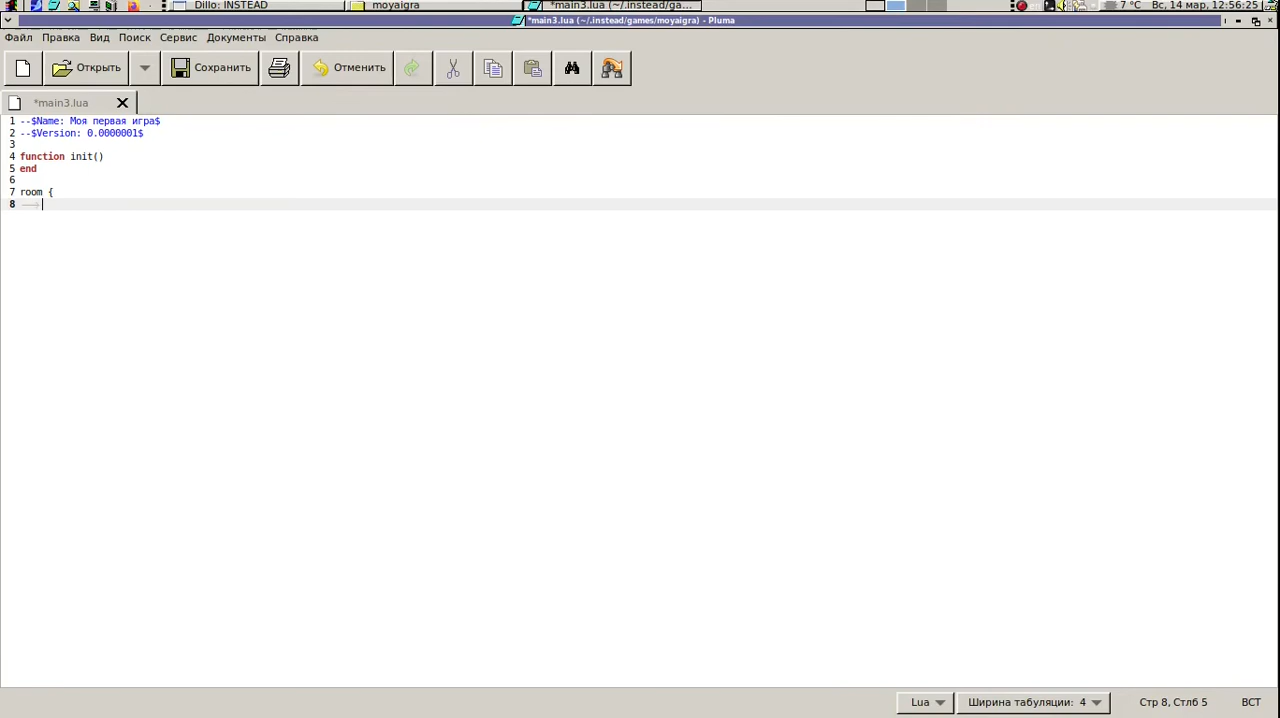 Dillo: INSTEAD
moyaigra
*main3.lua (~/.instead/ga...
7 °C
Вс, 14 мар, 12:56:25
*main3.lua (~/.instead/games/moyaigra) - Pluma
Файл Правка Вид Поиск Сервис Документы Справка
Открыть Сохранить Отменить
*main3.lua
1 --$Name: Моя первая игра$
2 --$Version: 0.0000001$
3
4 function init()
5 end
6
7 room {
8
Lua Ширина табуляции: 4 Стр 8, Стлб 5 ВСТ